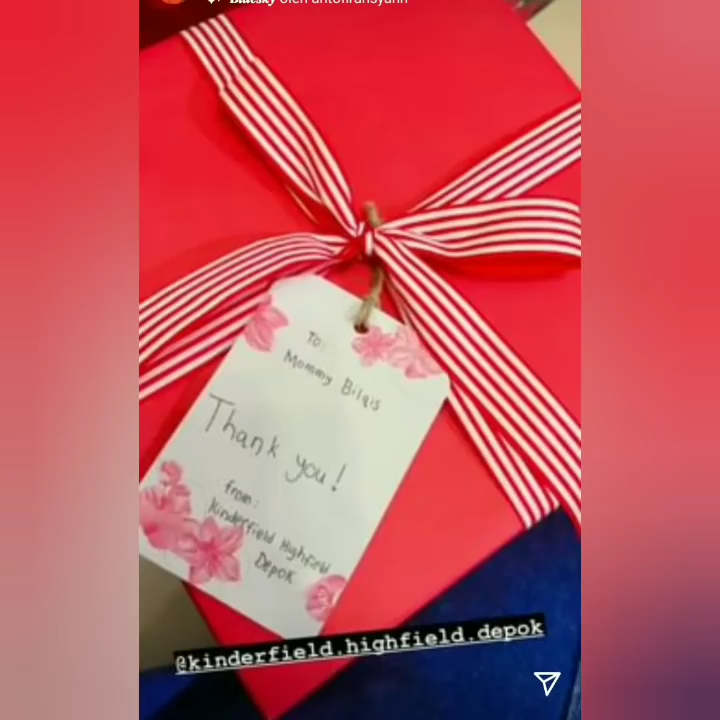 To:
Mommy Bilqis
Thank you!
from:
Kinderfield Highfield
Depok
@kinderfield.highfield.depok